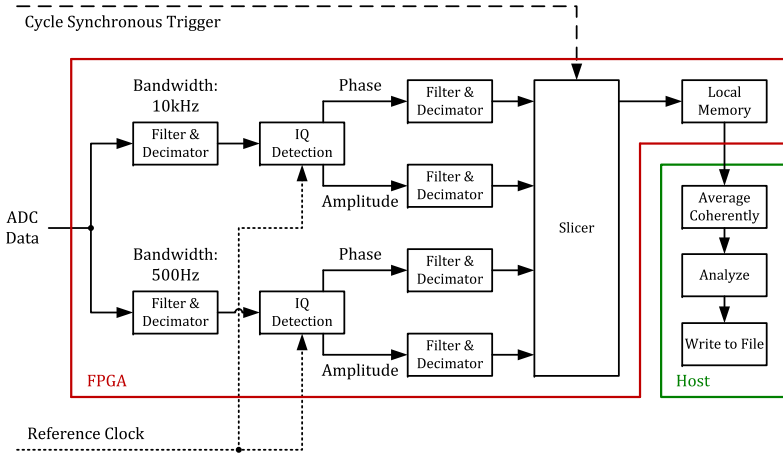 Cycle Synchronous Trigger
Bandwidth:
10kHz
Filter &
Decimator
IQ
Detection
Phase
Amplitude
Filter &
Decimator
Filter &
Decimator
ADC
Data
Bandwidth:
500Hz
Filter &
Decimator
IQ
Detection
Phase
Amplitude
Filter &
Decimator
Filter &
Decimator
Slicer
Local
Memory
Average
Coherently
Analyze
Write to File
FPGA
Host
Reference Clock